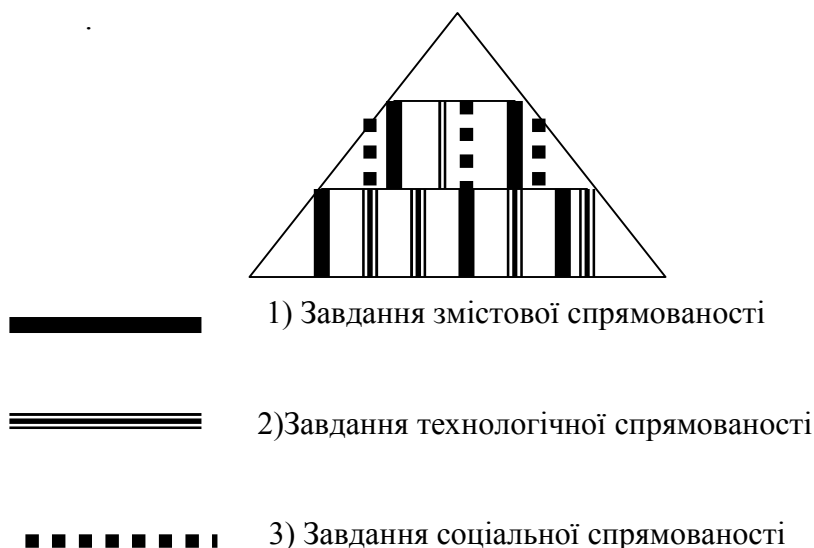 1) Завдання змістової спрямованості
2)Завдання технологічної спрямованості
3) Завдання соціальної спрямованості